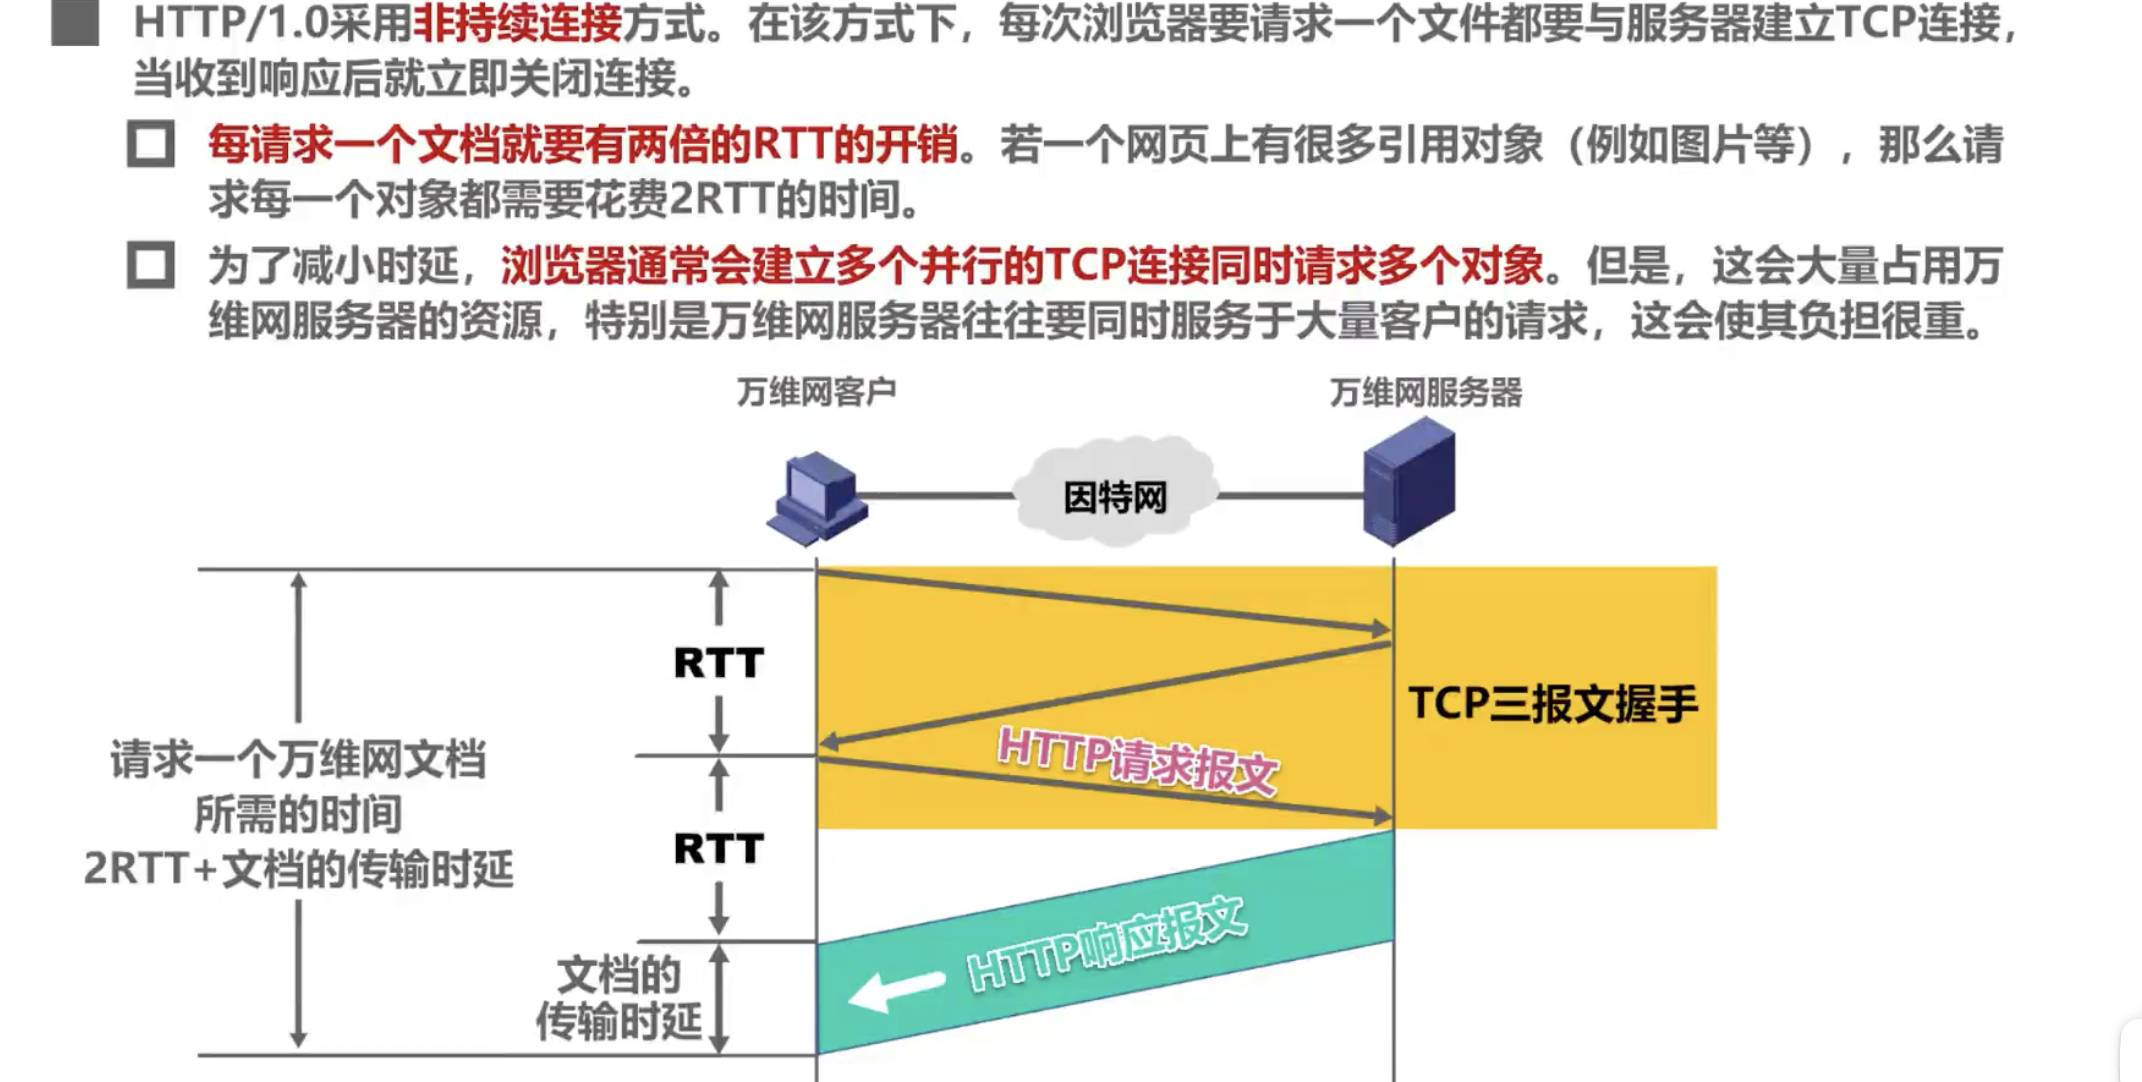 HTTP/1.0采用非持续连接方式。在该方式下，每次浏览器要请求一个文件都要与服务器建立TCP连接，
当收到响应后就立即关闭连接。
每请求一个文档就要有两倍的RTT的开销。若一个网页上有很多引用对象（例如图片等），那么请
求每一个对象都需要花费2RTT的时间。
为了减小时延，浏览器通常会建立多个并行的TCP连接同时请求多个对象。但是，这会大量占用万
维网服务器的资源，特别是万维网服务器往往要同时服务于大量客户的请求，这会使其负担很重。
万维网客户
万维网服务器
因特网
RTT
TCP三报文握手
HTTP请求报文
请求一个万维网文档
所需的时间
2RTT+文档的传输时延
RTT
HTTP响应报文
文档的
传输时延